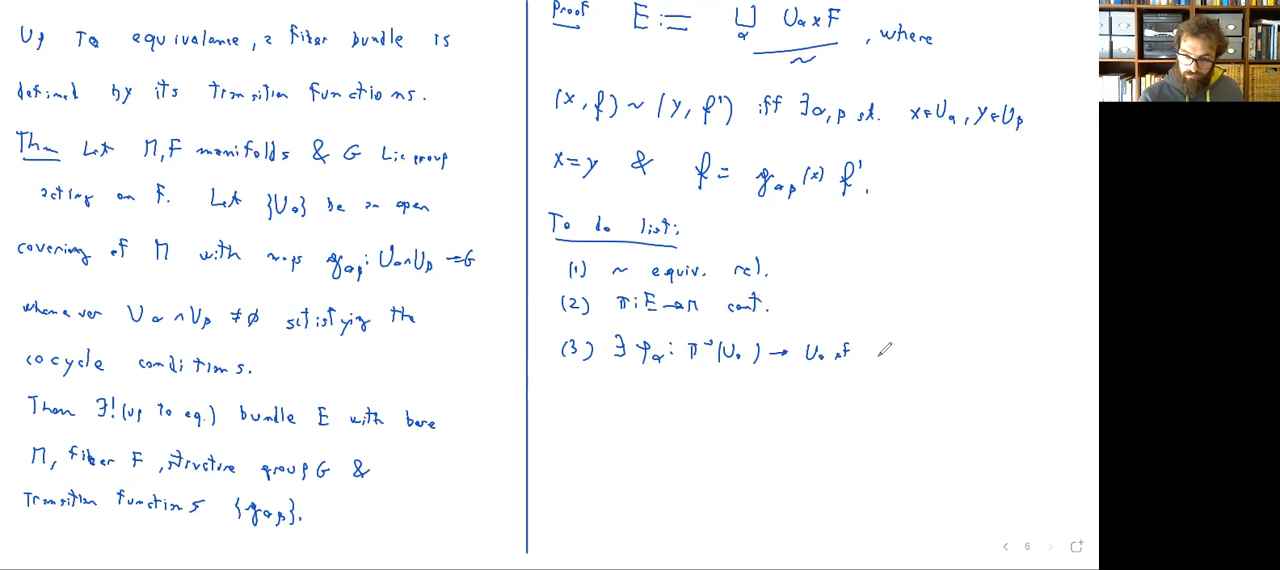 Up to equivalence, a fiber bundle is
defined by its transition functions.
Thm Let M, F manifolds & G Lie group
acting on F. Let {Uα} be an open
covering of M with maps gαβ: Uα∩Uβ → G
whenever Uα∩Uβ ≠ ∅ satisfying the
cocycle conditions.
Then ∃! (up to eq.) bundle E with base
M, fiber F, structure group G &
transition functions {gαβ}.
Proof E := ⨆α Uα×F / ~, where
(x, f) ~ (y, f') iff ∃α, β st. x∈Uα, y∈Uβ
x=y & f = gαβ(x) f'.
To do list:
(1) ~ equiv. rel.
(2) π: E → M cont.
(3) ∃ φα: π⁻¹(Uα) → Uα×F
6